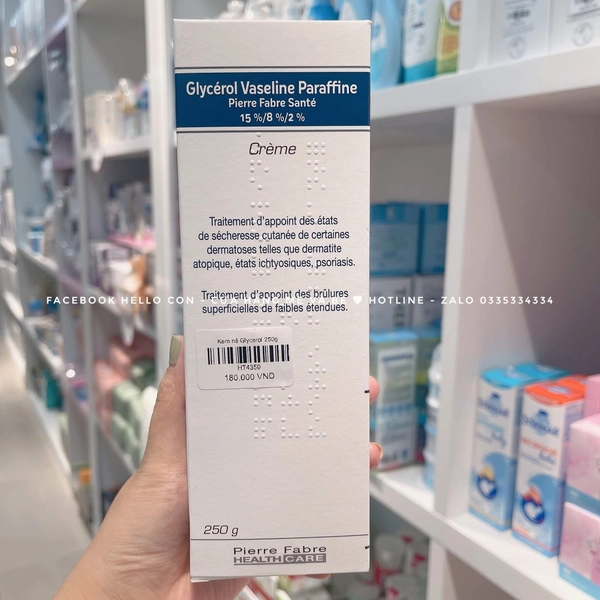 Glycérol Vaseline Paraffine
Pierre Fabre Santé
15 %/8 %/2 %
Crème
Traitement d'appoint des états
de sécheresse cutanée de certaines
dermatoses telles que dermatite
atopique, états ichtyosiques, psoriasis.
FACEBOOK HELLO CON - HOTLINE - ZALO 0335334334
Traitement d'appoint des brûlures
superficielles de faibles étendues.
Kem nẻ Glycerol 250g
HT4350
180,000 VND
250 g
Pierre Fabre
HEALTH CARE